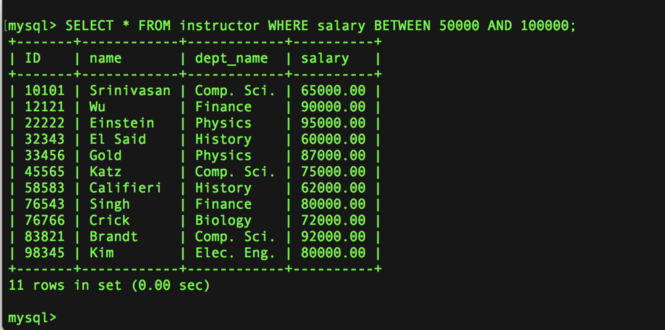 [mysql> SELECT * FROM instructor WHERE salary BETWEEN 50000 AND 100000;
+-------+------------+------------+----------+
| ID    | name       | dept_name  | salary   |
+-------+------------+------------+----------+
| 10101 | Srinivasan | Comp. Sci. | 65000.00 |
| 12121 | Wu         | Finance    | 90000.00 |
| 22222 | Einstein   | Physics    | 95000.00 |
| 32343 | El Said    | History    | 60000.00 |
| 33456 | Gold       | Physics    | 87000.00 |
| 45565 | Katz       | Comp. Sci. | 75000.00 |
| 58583 | Califieri  | History    | 62000.00 |
| 76543 | Singh      | Finance    | 80000.00 |
| 76766 | Crick      | Biology    | 72000.00 |
| 83821 | Brandt     | Comp. Sci. | 92000.00 |
| 98345 | Kim        | Elec. Eng. | 80000.00 |
+-------+------------+------------+----------+
11 rows in set (0.00 sec)
mysql>